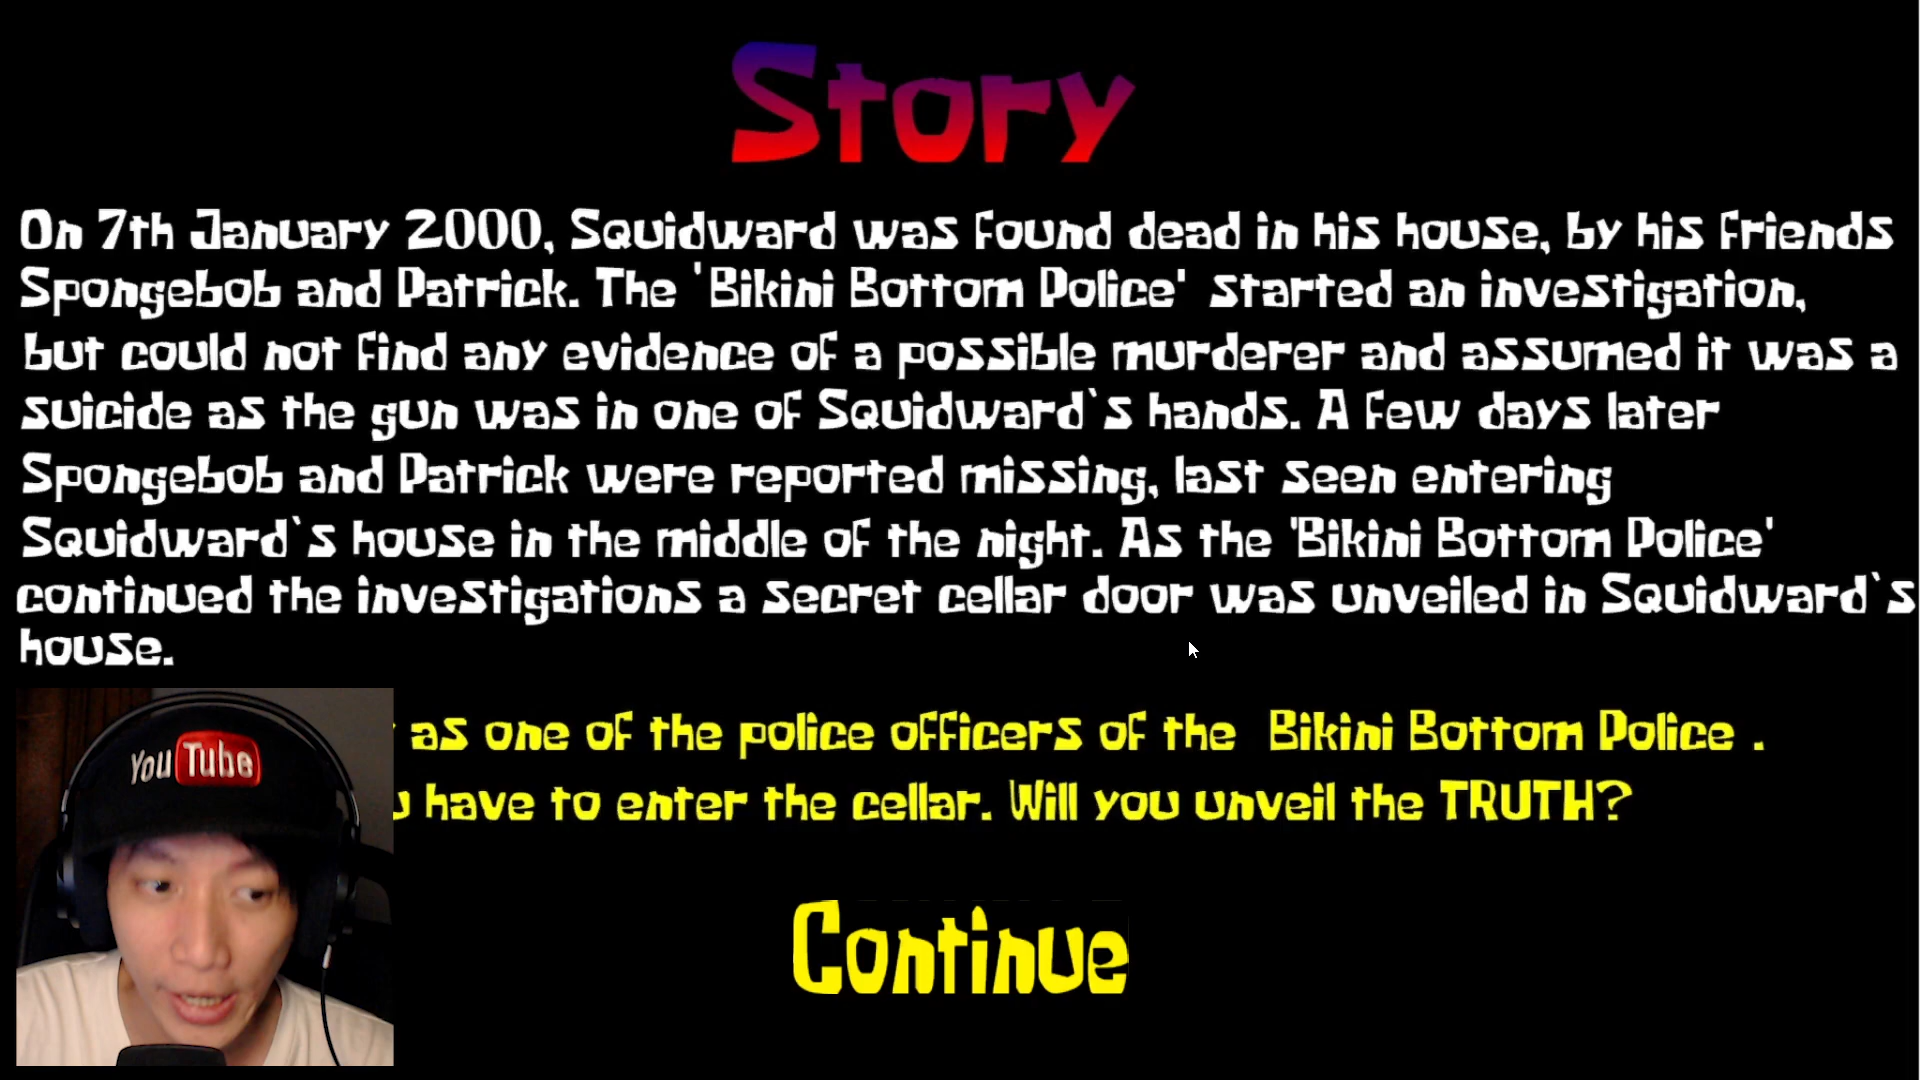 Story
On 7th January 2000, Squidward was found dead in his house, by his friends
Spongebob and Patrick. The 'Bikini Bottom Police' started an investigation,
but could not find any evidence of a possible murderer and assumed it was a
suicide as the gun was in one of Squidward`s hands. A few days later
Spongebob and Patrick were reported missing, last seen entering
Squidward`s house in the middle of the night. As the 'Bikini Bottom Police'
continued the investigations a secret cellar door was unveiled in Squidward`s
house.
as one of the police officers of the Bikini Bottom Police .
have to enter the cellar. Will you unveil the TRUTH?
YouTube
Continue